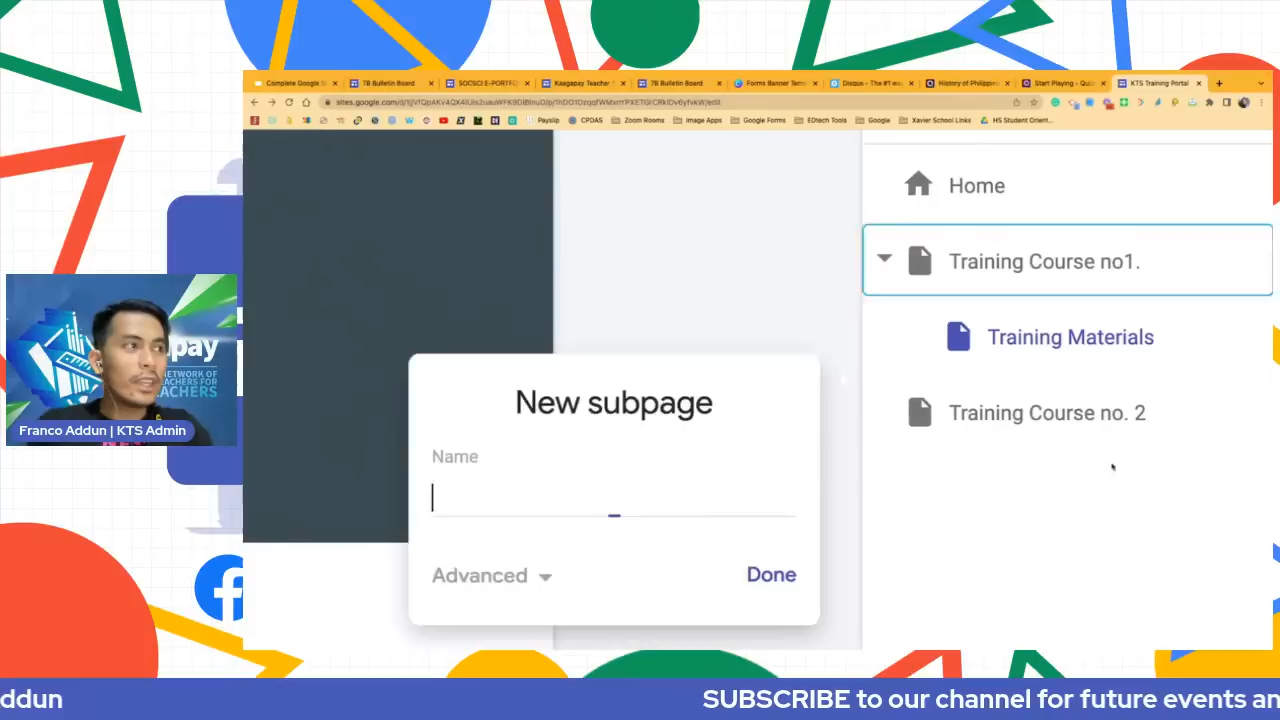 Complete Google Si
7B Bulletin Board
SOCSCI E-PORTFO
Kaagapay Teacher
7B Bulletin Board
Forms Banner Temp
Disque - The #1 w
History of Philippin
Start Playing - Quiz
KTS Training Portal
Payslip
CPDAS
Zoom Rooms
Image Apps
Google Forms
EDtech Tools
Google
Xavier School Links
HS Student Orient...
Home
Training Course no1.
Training Materials
Training Course no. 2
New subpage
Name
Advanced
Done
pay
NETWORK OF
TEACHERS FOR
TEACHERS
Franco Addun | KTS Admin
ddun
SUBSCRIBE to our channel for future events an